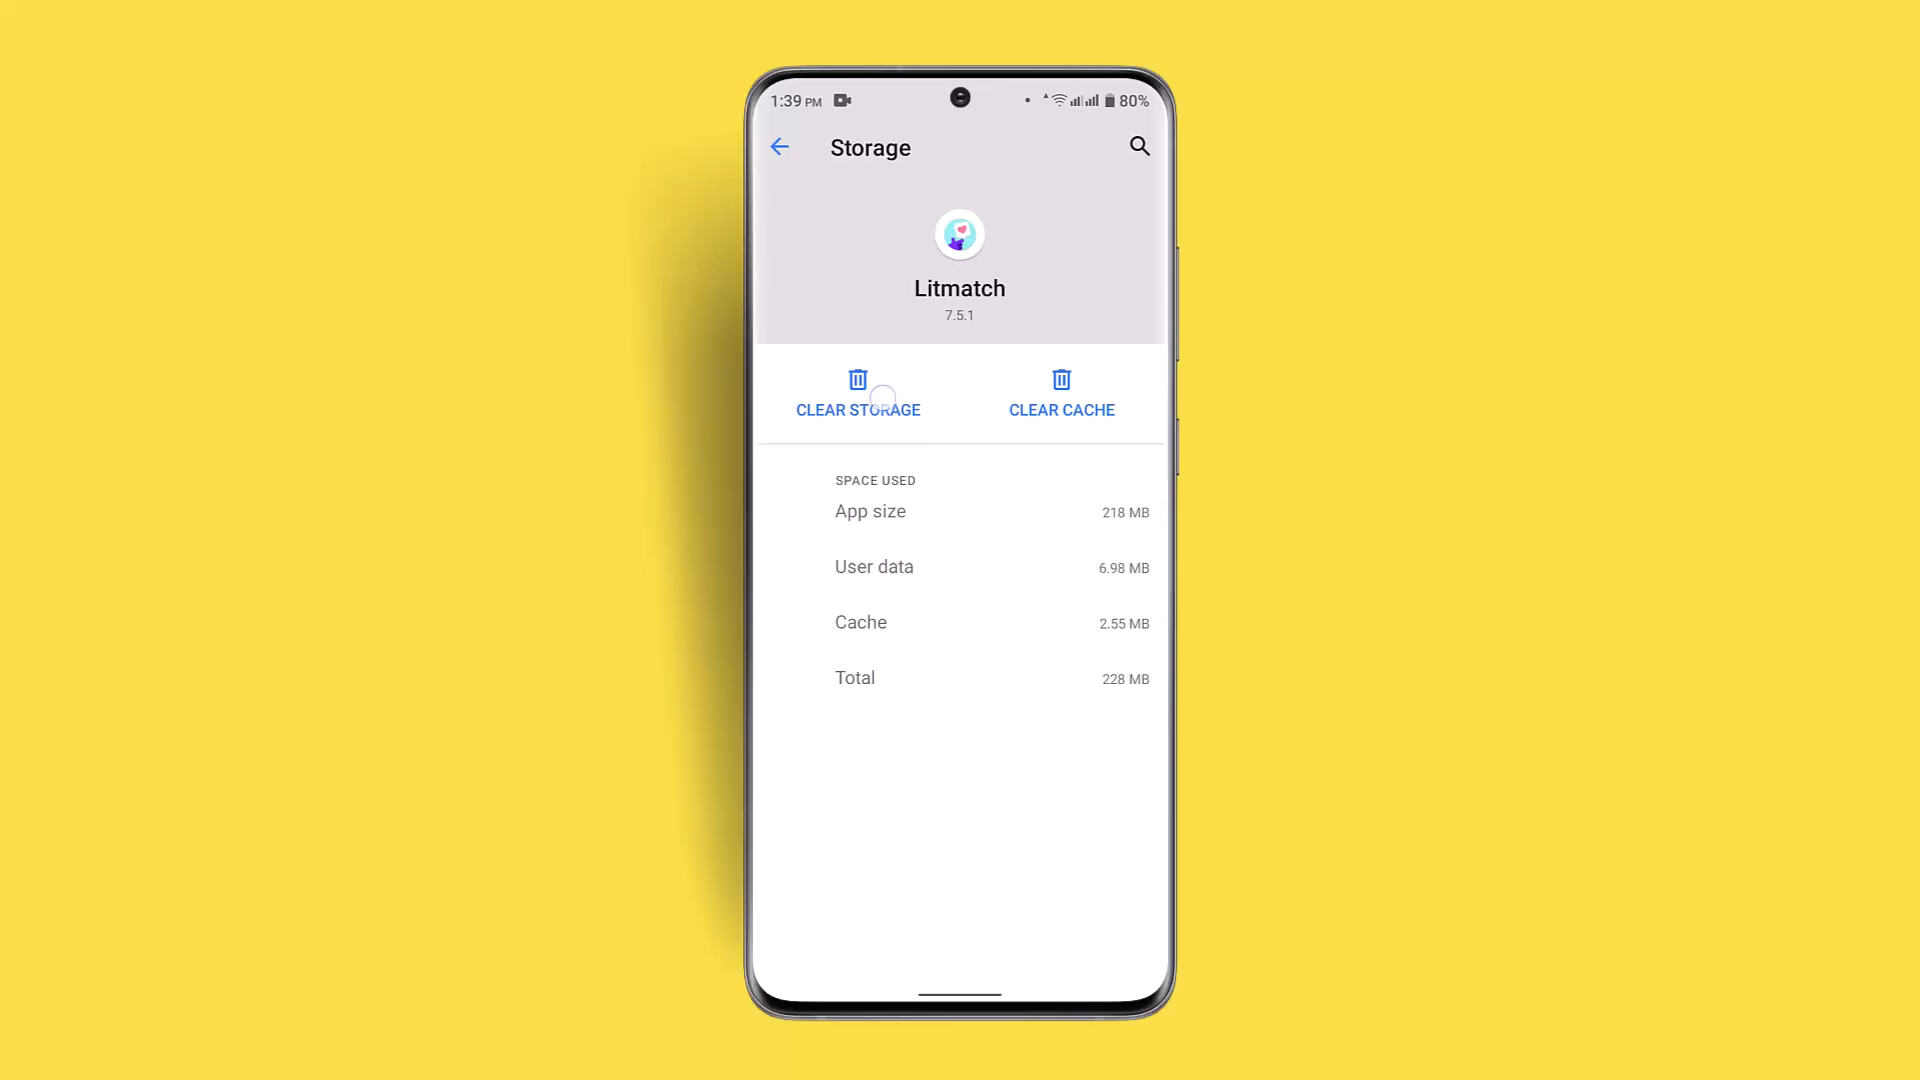 1:39 PM 80%
Storage
Litmatch
7.5.1
CLEAR STORAGE CLEAR CACHE
SPACE USED
App size 218 MB
User data 6.98 MB
Cache 2.55 MB
Total 228 MB